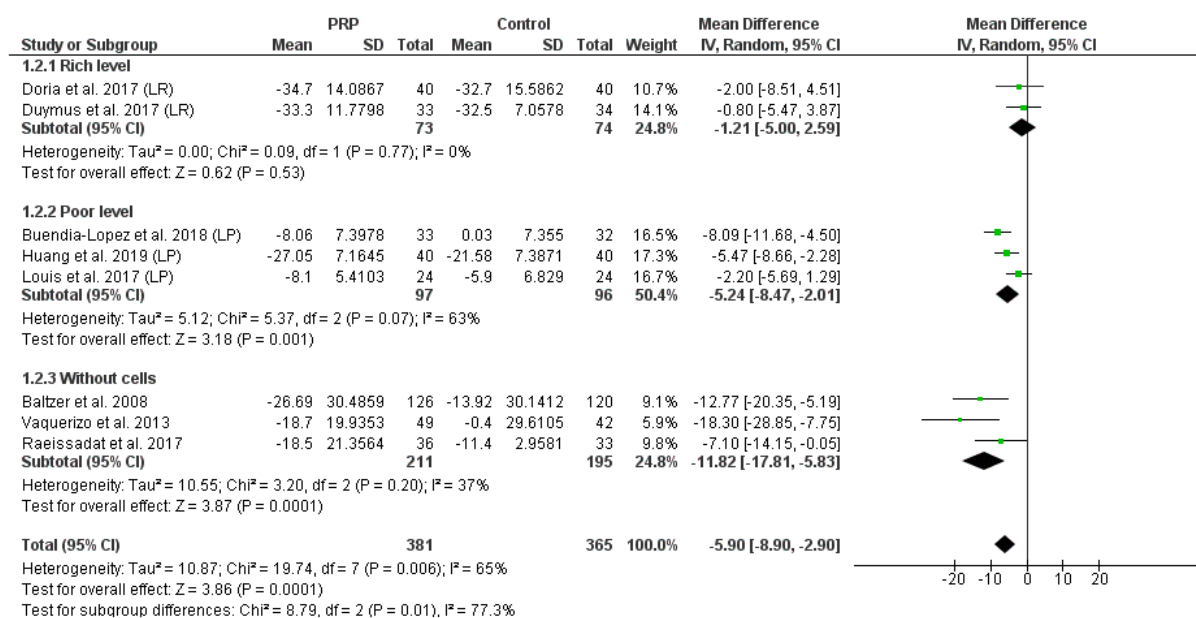 PRP Control Mean Difference Mean Difference
Study or Subgroup Mean SD Total Mean SD Total Weight IV, Random, 95% CI IV, Random, 95% CI
1.2.1 Rich level
Doria et al. 2017 (LR) -34.7 14.0867 40 -32.7 15.5862 40 10.7% -2.00 [-8.51, 4.51]
Duymus et al. 2017 (LR) -33.3 11.7798 33 -32.5 7.0578 34 14.1% -0.80 [-5.47, 3.87]
Subtotal (95% CI) 73 74 24.8% -1.21 [-5.00, 2.59]
Heterogeneity: Tau² = 0.00; Chi² = 0.09, df = 1 (P = 0.77); I² = 0%
Test for overall effect: Z = 0.62 (P = 0.53)
1.2.2 Poor level
Buendia-Lopez et al. 2018 (LP) -8.06 7.3978 33 0.03 7.355 32 16.5% -8.09 [-11.68, -4.50]
Huang et al. 2019 (LP) -27.05 7.1645 40 -21.58 7.3871 40 17.3% -5.47 [-8.66, -2.28]
Louis et al. 2017 (LP) -8.1 5.4103 24 -5.9 6.829 24 16.7% -2.20 [-5.69, 1.29]
Subtotal (95% CI) 97 96 50.4% -5.24 [-8.47, -2.01]
Heterogeneity: Tau² = 5.12; Chi² = 5.37, df = 2 (P = 0.07); I² = 63%
Test for overall effect: Z = 3.18 (P = 0.001)
1.2.3 Without cells
Baltzer et al. 2008 -26.69 30.4859 126 -13.92 30.1412 120 9.1% -12.77 [-20.35, -5.19]
Vaquerizo et al. 2013 -18.7 19.9353 49 -0.4 29.6105 42 5.9% -18.30 [-28.85, -7.75]
Raeissadat et al. 2017 -18.5 21.3564 36 -11.4 2.9581 33 9.8% -7.10 [-14.15, -0.05]
Subtotal (95% CI) 211 195 24.8% -11.82 [-17.81, -5.83]
Heterogeneity: Tau² = 10.55; Chi² = 3.20, df = 2 (P = 0.20); I² = 37%
Test for overall effect: Z = 3.87 (P = 0.0001)
Total (95% CI) 381 365 100.0% -5.90 [-8.90, -2.90]
Heterogeneity: Tau² = 10.87; Chi² = 19.74, df = 7 (P = 0.006); I² = 65%
Test for overall effect: Z = 3.86 (P = 0.0001)
Test for subgroup differences: Chi² = 8.79, df = 2 (P = 0.01), I² = 77.3%
-20 -10 0 10 20